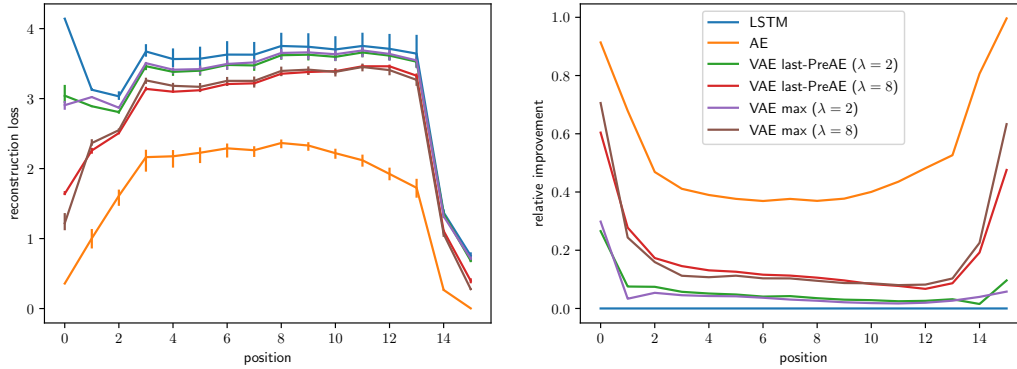 4
3
2
1
0
reconstruction loss
0 2 4 6 8 10 12 14
position
1.0
0.8
0.6
0.4
0.2
0.0
relative improvement
LSTM
AE
VAE last-PreAE (λ = 2)
VAE last-PreAE (λ = 8)
VAE max (λ = 2)
VAE max (λ = 8)
0 2 4 6 8 10 12 14
position